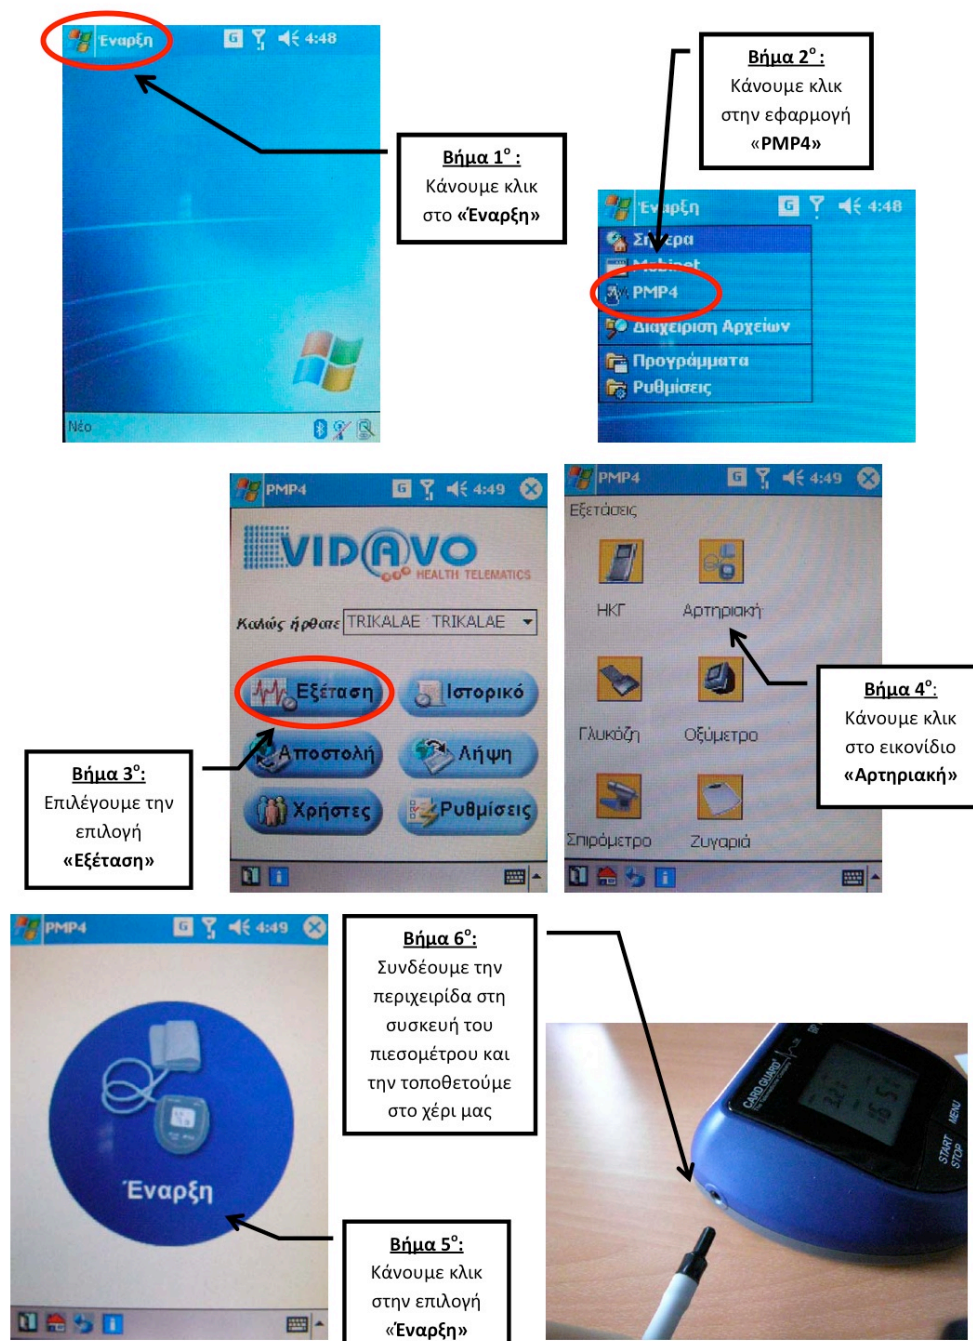 Έναρξη
G
4:48
Νέο
Βήμα 1ο :
Κάνουμε κλικ
στο «Έναρξη»
Βήμα 2ο :
Κάνουμε κλικ
στην εφαρμογή
«PMP4»
Έναρξη
G
4:48
Σήμερα
Mobinet
PMP4
Διαχείριση Αρχείων
Προγράμματα
Ρυθμίσεις
PMP4
G
4:49
VIDAVO
HEALTH TELEMATICS
Καλώς ήρθατε TRIKALAE TRIKALAE
Εξέταση
Ιστορικό
Αποστολή
Λήψη
Χρήστες
Ρυθμίσεις
Βήμα 3ο:
Επιλέγουμε την
επιλογή
«Εξέταση»
PMP4
G
4:49
Εξετάσεις
ΗΚΓ
Αρτηριακή
Γλυκόζη
Οξύμετρο
Σπιρόμετρο
Ζυγαριά
Βήμα 4ο:
Κάνουμε κλικ
στο εικονίδιο
«Αρτηριακή»
PMP4
G
4:49
Έναρξη
Βήμα 5ο:
Κάνουμε κλικ
στην επιλογή
«Έναρξη»
Βήμα 6ο:
Συνδέουμε την
περιχειρίδα στη
συσκευή του
πιεσομέτρου και
την τοποθετούμε
στο χέρι μας
CARD GUARD
START
STOP
MENU